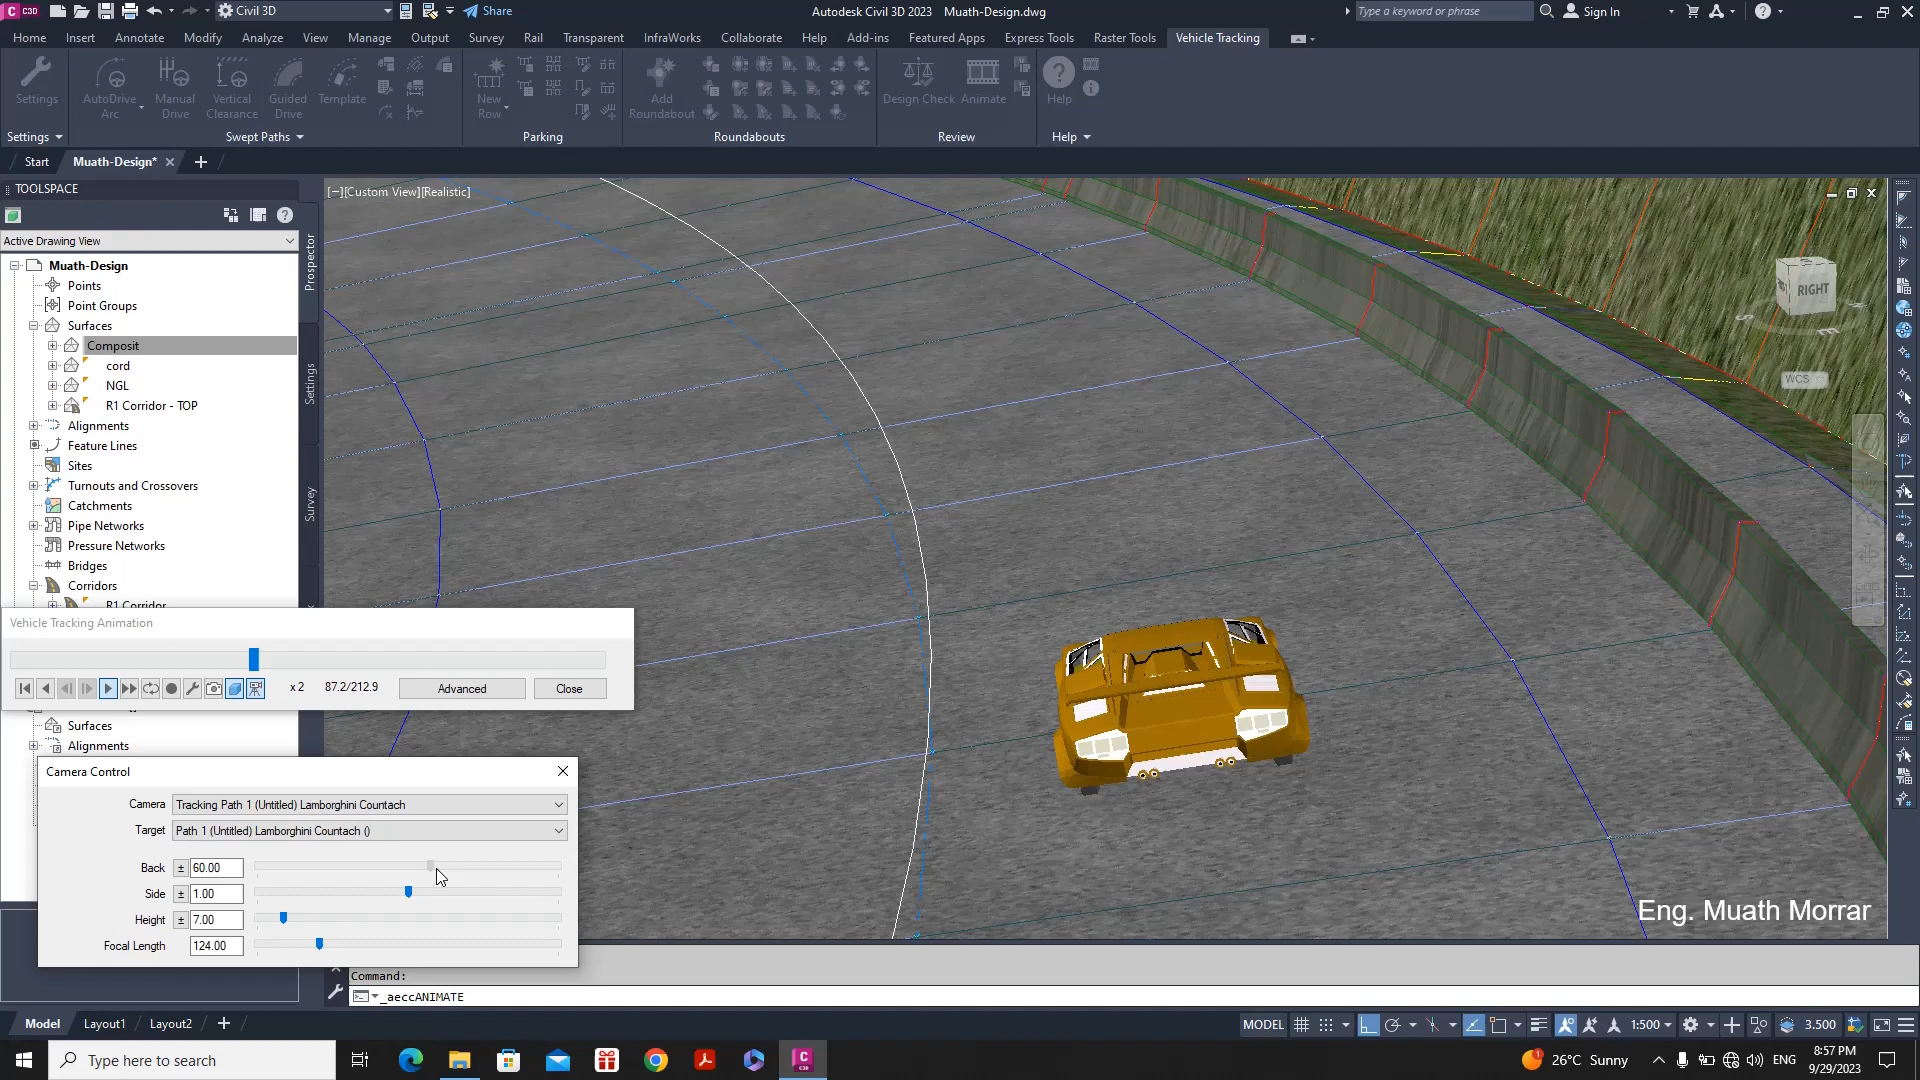 C3D
Civil 3D
Share
Autodesk Civil 3D 2023 Muath-Design.dwg
Type a keyword or phrase
Sign In
Home Insert Annotate Modify Analyze View Manage Output Survey Rail Transparent InfraWorks Collaborate Help Add-ins Featured Apps Express Tools Raster Tools Vehicle Tracking
Settings
AutoDrive Arc
Manual Drive
Vertical Clearance
Guided Drive
Template
New Row
Add Roundabout
Design Check
Animate
Help
Settings Swept Paths Parking Roundabouts Review Help
Start Muath-Design*
TOOLSPACE
[−][Custom View][Realistic]
Active Drawing View
Prospector
Settings
Survey
Muath-Design
Points
Point Groups
Surfaces
Composit
cord
NGL
R1 Corridor - TOP
Alignments
Feature Lines
Sites
Turnouts and Crossovers
Catchments
Pipe Networks
Pressure Networks
Bridges
Corridors
R1 Corridor
RIGHT
S
E
WCS
Vehicle Tracking Animation
x 2 87.2/212.9 Advanced Close
Surfaces
Alignments
Camera Control
Camera Tracking Path 1 (Untitled) Lamborghini Countach
Target Path 1 (Untitled) Lamborghini Countach ()
Back ± 60.00
Side ± 1.00
Height ± 7.00
Focal Length 124.00
Eng. Muath Morrar
Command:
_aeccANIMATE
Model Layout1 Layout2
MODEL 1:500 3.500
Type here to search
C3D
26°C Sunny
ENG
8:57 PM
9/29/2023